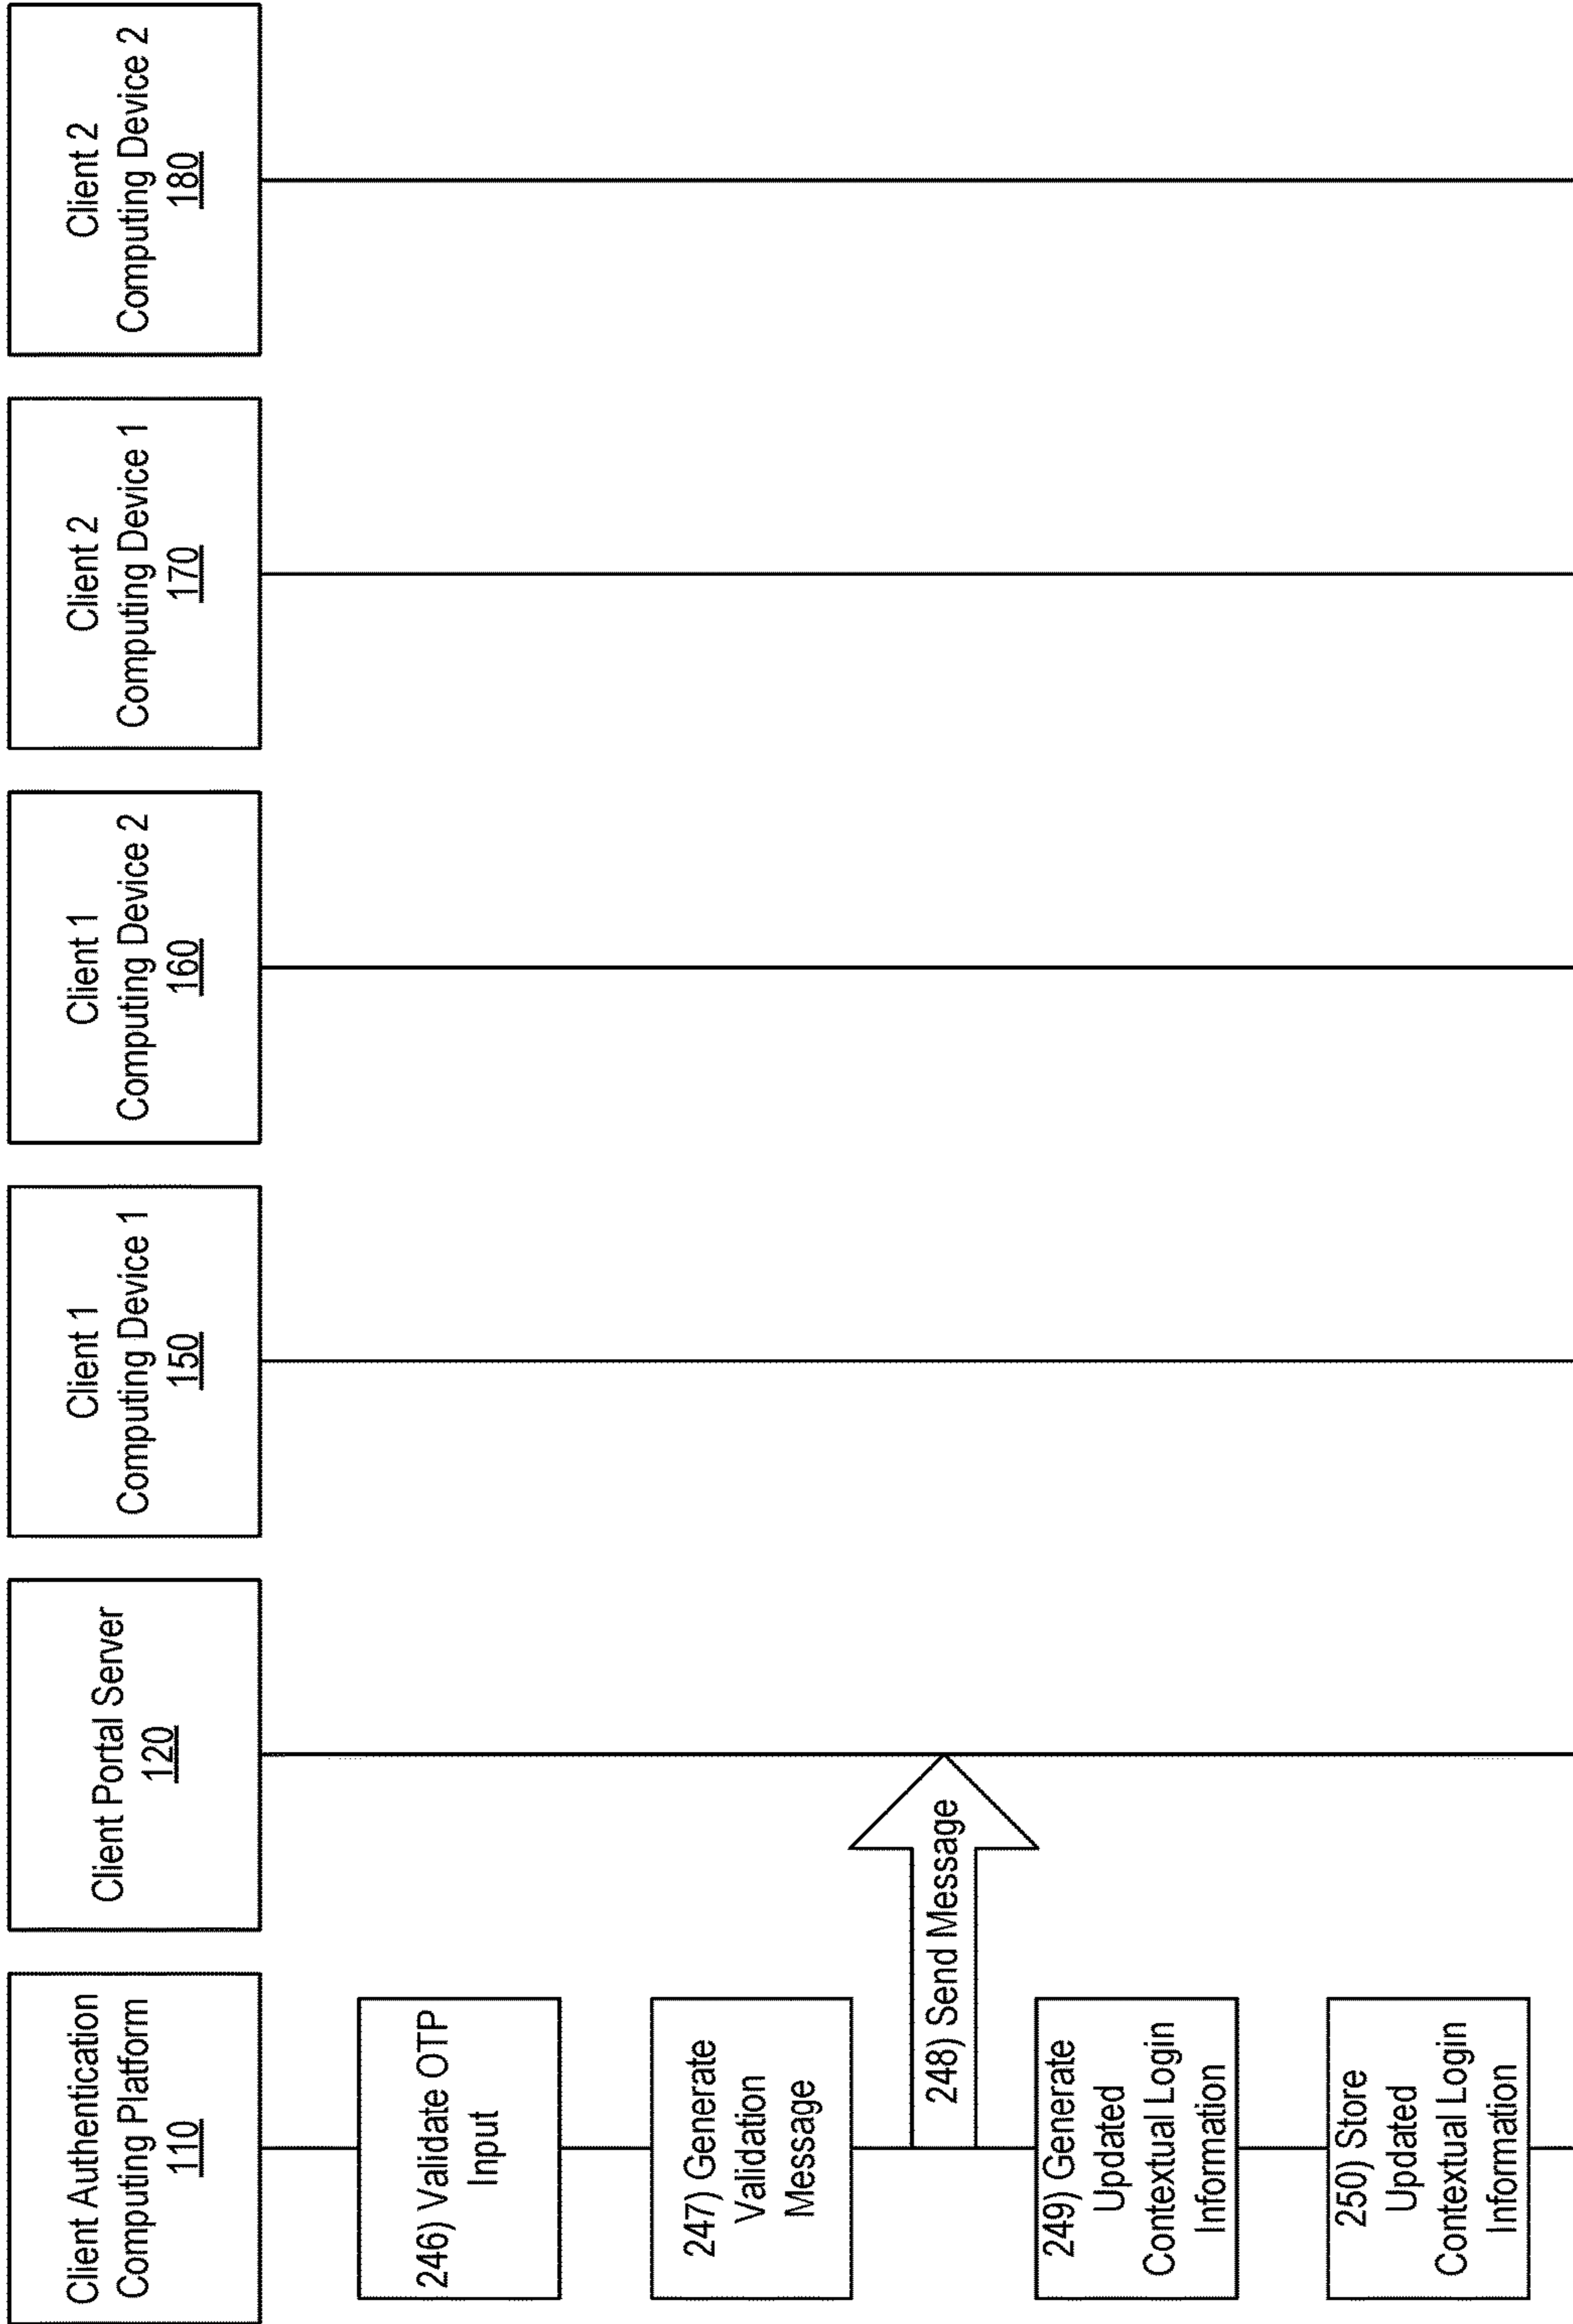 Client Authentication
Computing Platform
110
Client Portal Server
120
Client 1
Computing Device 1
150
Client 1
Computing Device 2
160
Client 2
Computing Device 1
170
Client 2
Computing Device 2
180
246) Validate OTP
Input
247) Generate
Validation
Message
248) Send Message
249) Generate
Updated
Contextual Login
Information
250) Store
Updated
Contextual Login
Information